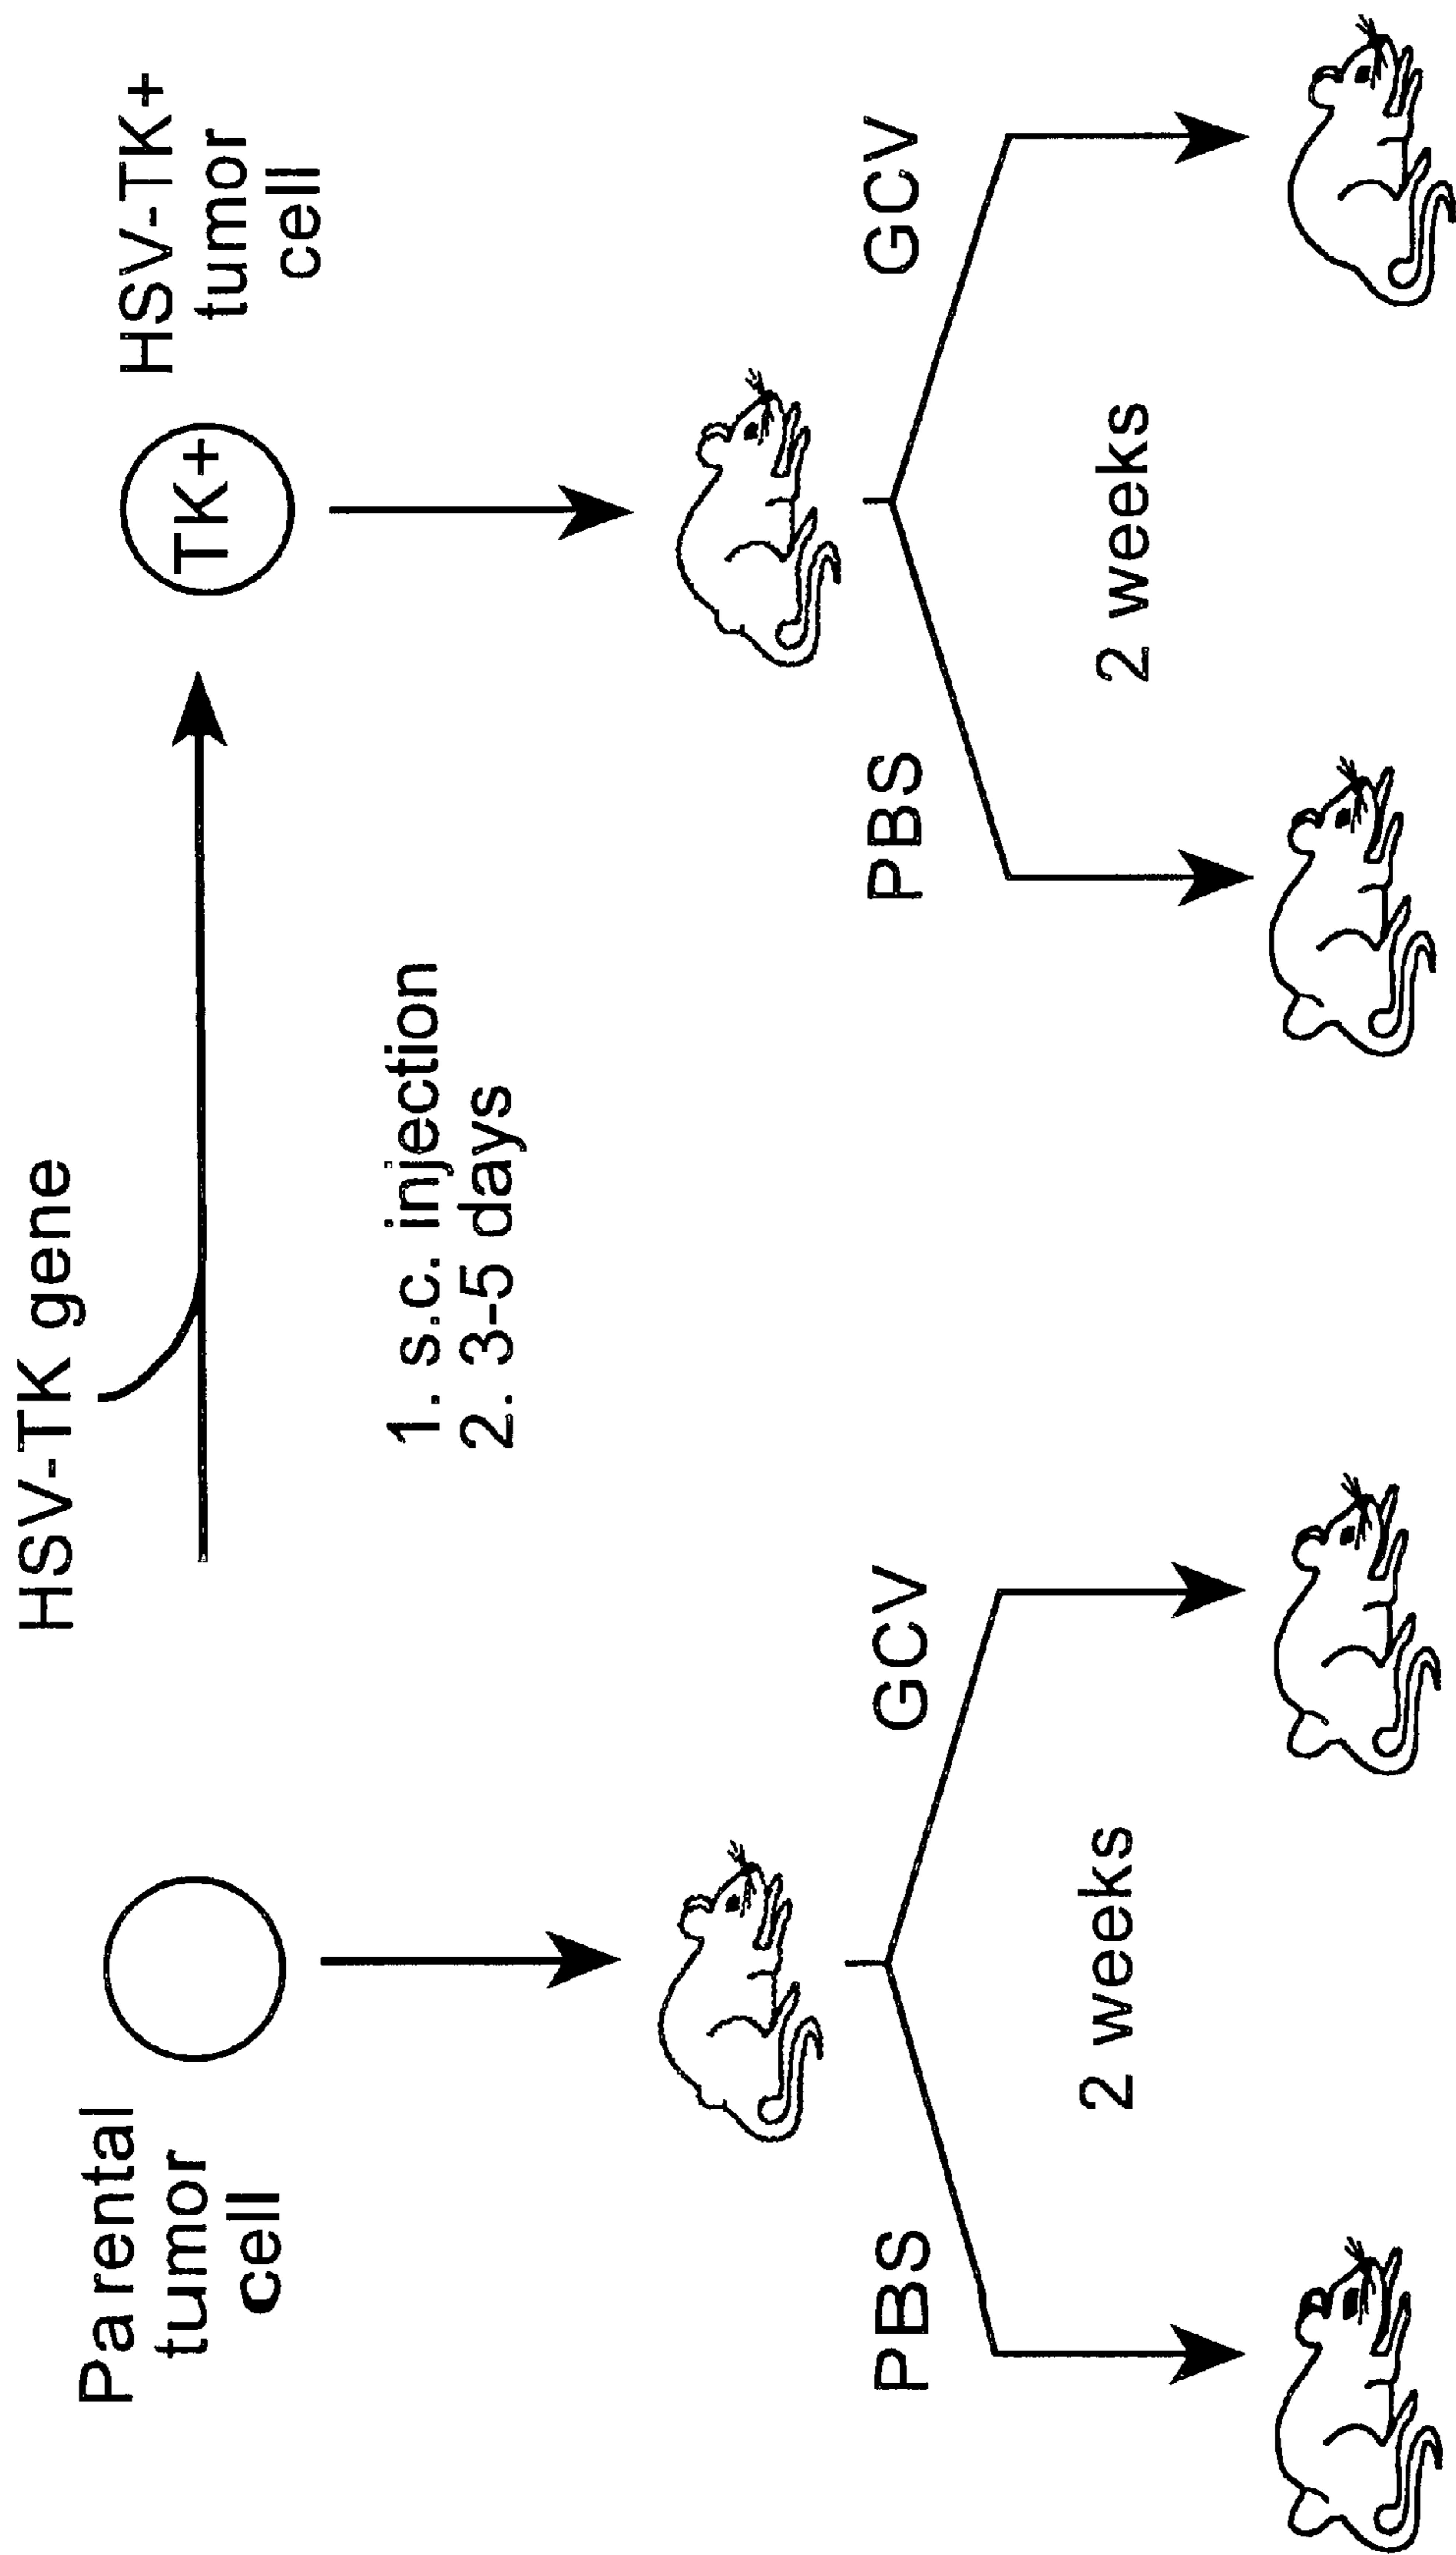 HSV-TK gene
Parental
tumor
cell
TK+
HSV-TK+
tumor
cell
1. s.c. injection
2. 3-5 days
PBS
GCV
2 weeks
PBS
GCV
2 weeks